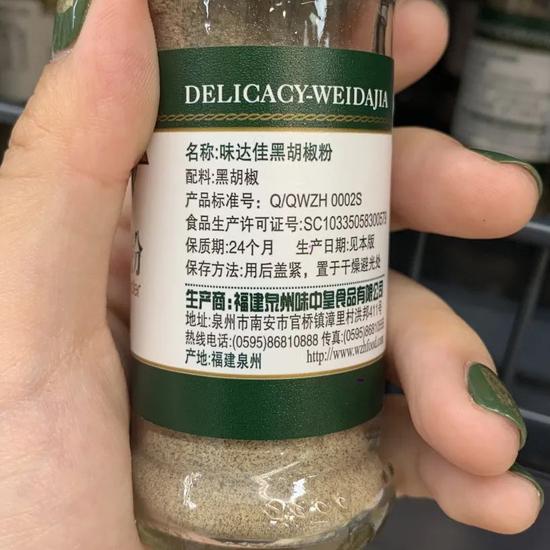 DELICACY-WEIDAJIA
名称:味达佳黑胡椒粉
配料:黑胡椒
产品标准号: Q/QWZH 0002S
食品生产许可证号:SC10335058300579
保质期:24个月 生产日期:见本版
保存方法:用后盖紧,置于干燥避光处
生产商:福建泉州味中皇食品有限公司
地址:泉州市南安市官桥镇漳里村洪邦411号
热线电话:(0595)86810888 传真:(0595)
产地:福建泉州 http://www.wzhfood.com
粉